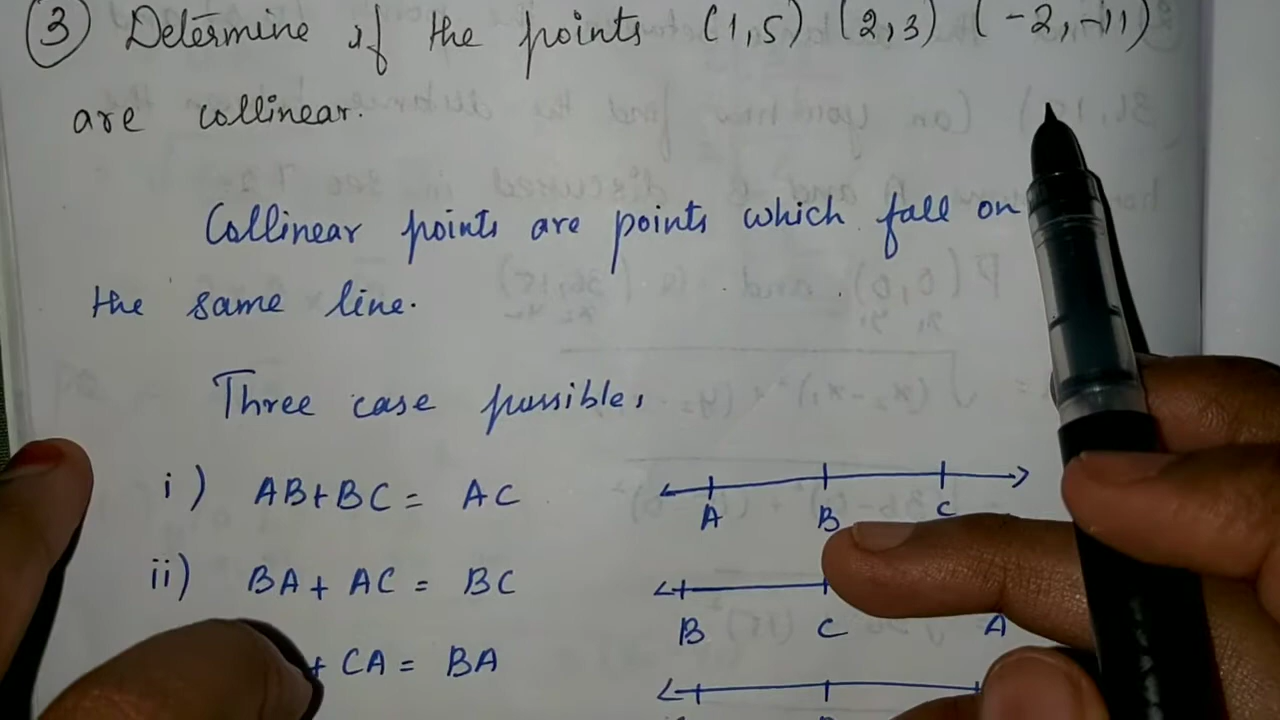 3 Determine if the points (1,5) (2,3) (-2,-11)
are collinear.
Collinear points are points which fall on
the same line.
Three case possible,
i) AB+BC= AC
A B C
ii) BA+ AC = BC
B C A
+ CA = BA